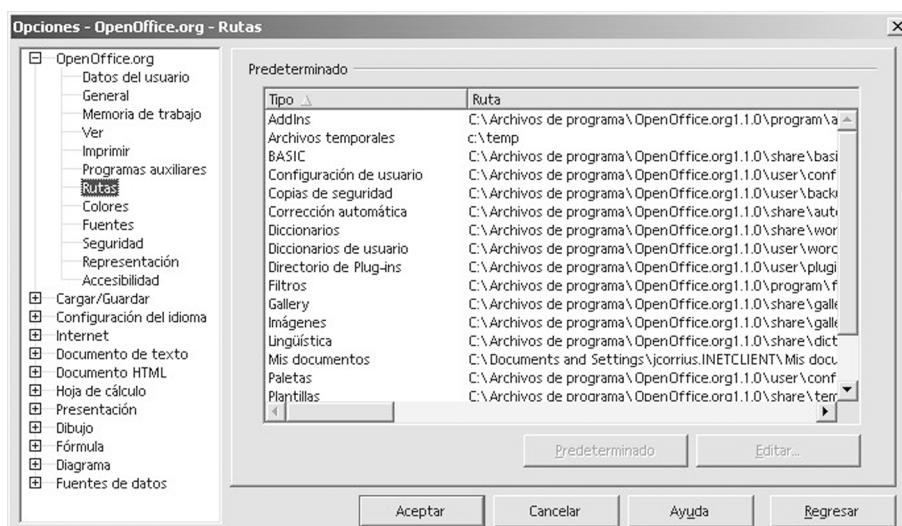 Opciones - OpenOffice.org - Rutas
OpenOffice.org
Datos del usuario
General
Memoria de trabajo
Ver
Imprimir
Programas auxiliares
Rutas
Colores
Fuentes
Seguridad
Representación
Accesibilidad
Cargar/Guardar
Configuración del idioma
Internet
Documento de texto
Documento HTML
Hoja de cálculo
Presentación
Dibujo
Fórmula
Diagrama
Fuentes de datos
Predeterminado
Tipo Ruta
AddIns C:\Archivos de programa\OpenOffice.org1.1.0\program\a
Archivos temporales c:\temp
BASIC C:\Archivos de programa\OpenOffice.org1.1.0\share\basi
Configuración de usuario C:\Archivos de programa\OpenOffice.org1.1.0\user\conf
Copias de seguridad C:\Archivos de programa\OpenOffice.org1.1.0\user\backu
Corrección automática C:\Archivos de programa\OpenOffice.org1.1.0\share\auto
Diccionarios C:\Archivos de programa\OpenOffice.org1.1.0\share\wor
Diccionarios de usuario C:\Archivos de programa\OpenOffice.org1.1.0\user\word
Directorio de Plug-ins C:\Archivos de programa\OpenOffice.org1.1.0\user\plugi
Filtros C:\Archivos de programa\OpenOffice.org1.1.0\program\f
Gallery C:\Archivos de programa\OpenOffice.org1.1.0\share\galle
Imágenes C:\Archivos de programa\OpenOffice.org1.1.0\share\galle
Lingüística C:\Archivos de programa\OpenOffice.org1.1.0\share\dict
Mis documentos C:\Documents and Settings\jcorrius.INETCLIENT\Mis docu
Paletas C:\Archivos de programa\OpenOffice.org1.1.0\user\conf
Plantillas C:\Archivos de programa\OpenOffice.org1.1.0\share\tem
Predeterminado Editar...
Aceptar Cancelar Ayuda Regresar